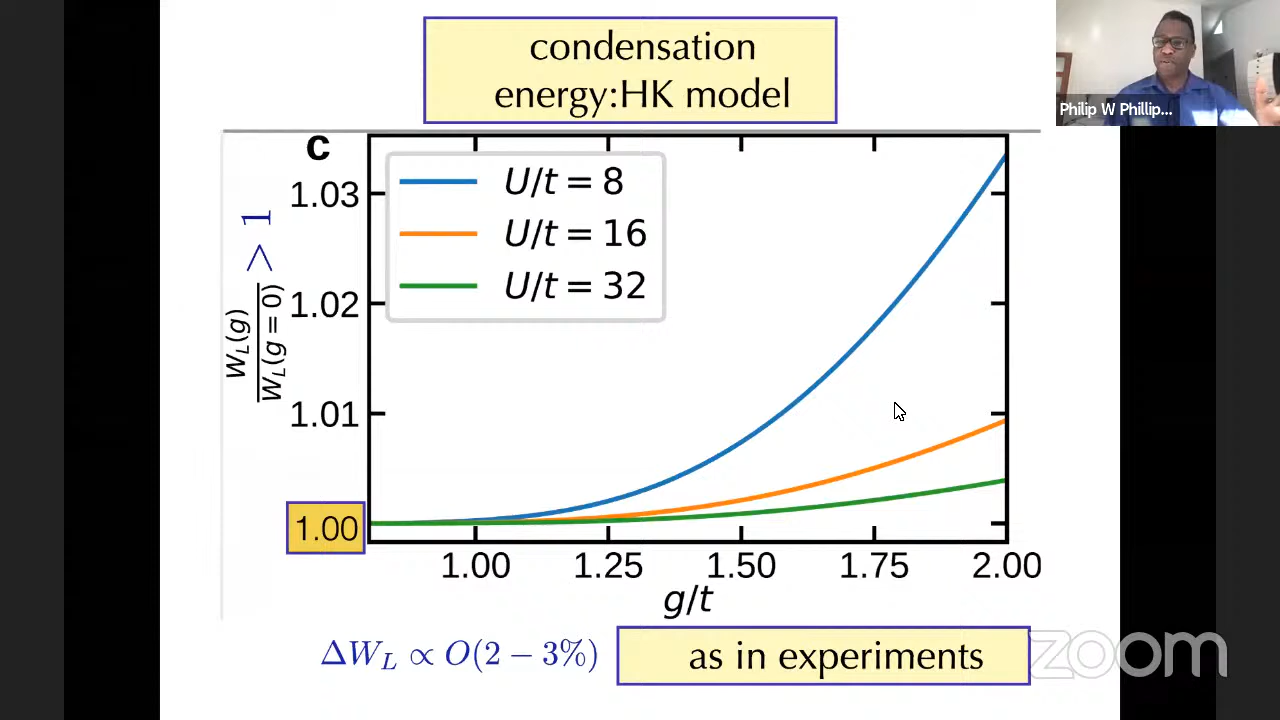 condensation
energy:HK model
Philip W Phillip...
c
U/t = 8
U/t = 16
U/t = 32
W_L(g)
W_L(g = 0)
> 1
1.03
1.02
1.01
1.00
1.00 1.25 1.50 1.75 2.00
g/t
ΔW_L ∝ O(2 − 3%)
as in experiments
zoom